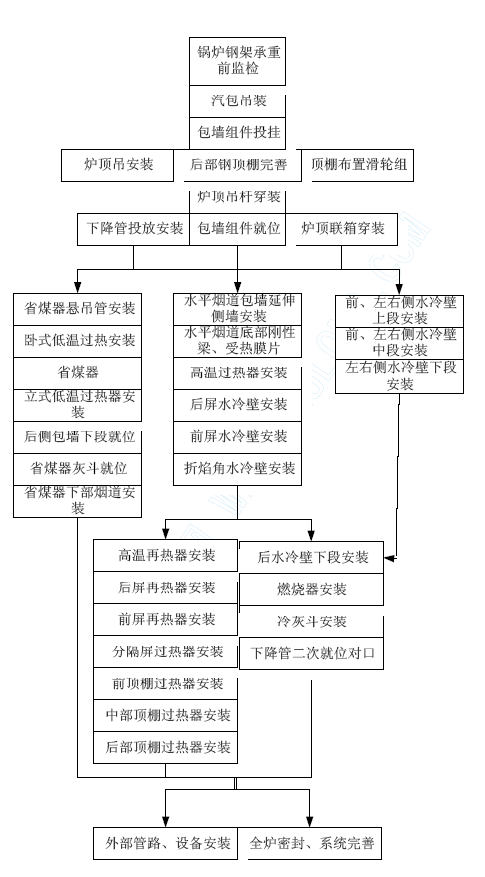 锅炉钢架承重
前监检
汽包吊装
包墙组件投挂
炉顶吊安装
后部钢顶棚完善
顶棚布置滑轮组
炉顶吊杆穿装
下降管投放安装
包墙组件就位
炉顶联箱穿装
省煤器悬吊管安装
卧式低温过热安装
省煤器
立式低温过热器安
装
后侧包墙下段就位
省煤器灰斗就位
省煤器下部烟道安
装
水平烟道包墙延伸
侧墙安装
水平烟道底部刚性
梁、受热膜片
高温过热器安装
后屏水冷壁安装
前屏水冷壁安装
折焰角水冷壁安装
前、左右侧水冷壁
上段安装
前、左右侧水冷壁
中段安装
左右侧水冷壁下段
安装
高温再热器安装
后屏再热器安装
前屏再热器安装
分隔屏过热器安装
前顶棚过热器安装
中部顶棚过热器安装
后部顶棚过热器安装
后水冷壁下段安装
燃烧器安装
冷灰斗安装
下降管二次就位对口
外部管路、设备安装
全炉密封、系统完善